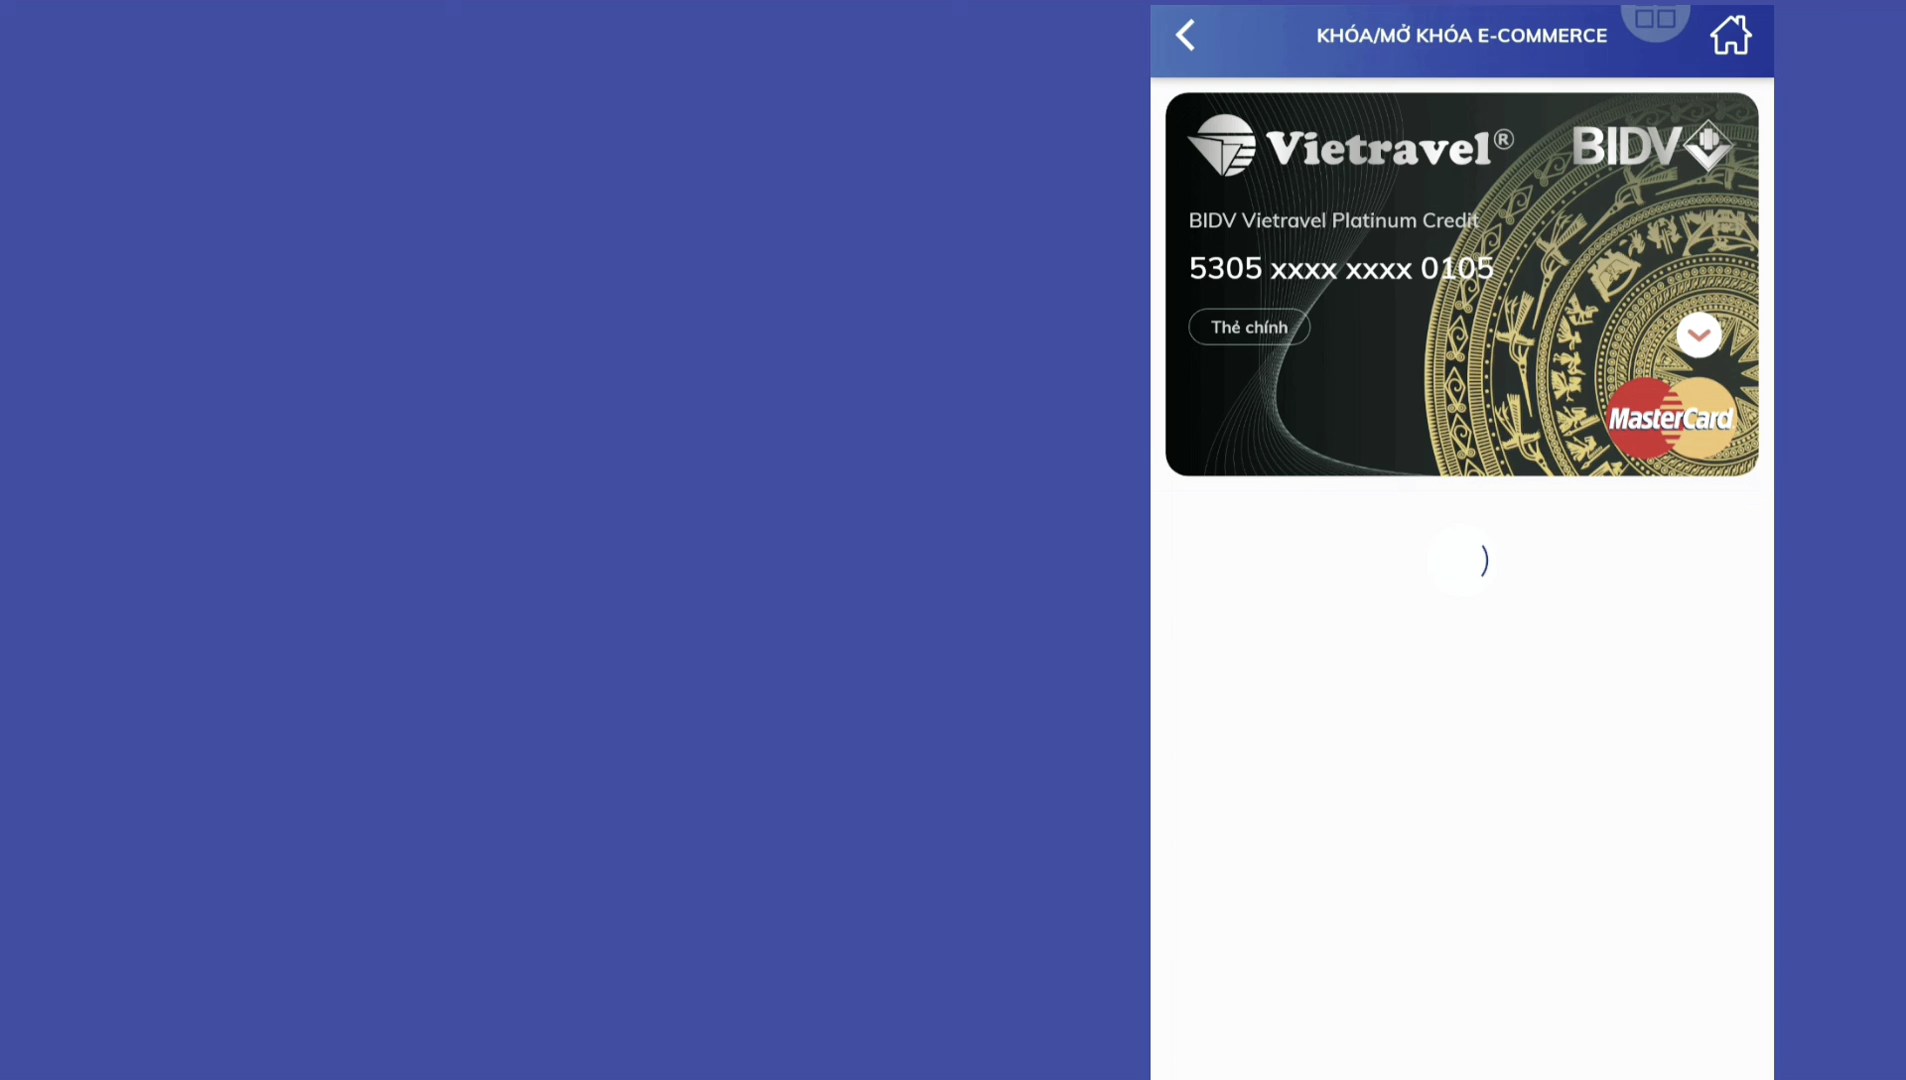 KHÓA/MỞ KHÓA E-COMMERCE
Vietravel®
BIDV
BIDV Vietravel Platinum Credit
5305 xxxx xxxx 0105
Thẻ chính
MasterCard